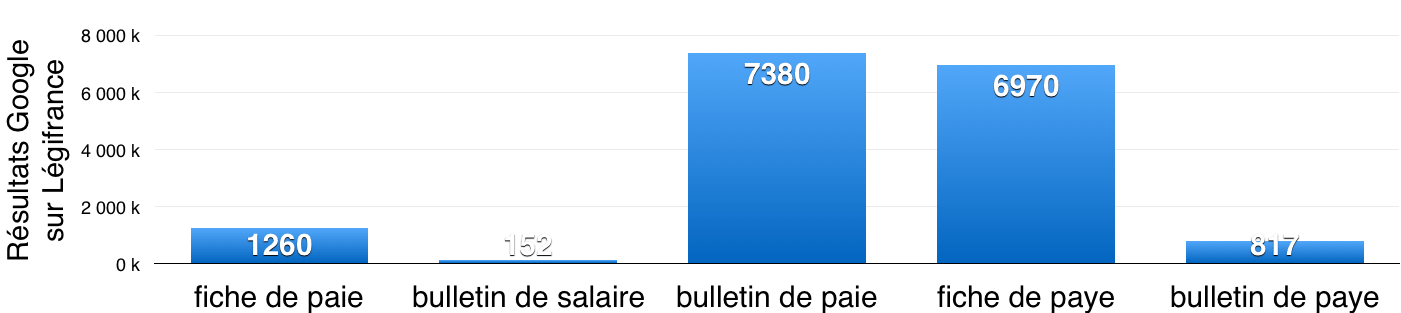 Résultats Google
sur Légifrance
8 000 k
6 000 k
4 000 k
2 000 k
0 k
1260
152
7380
6970
817
fiche de paie
bulletin de salaire
bulletin de paie
fiche de paye
bulletin de paye